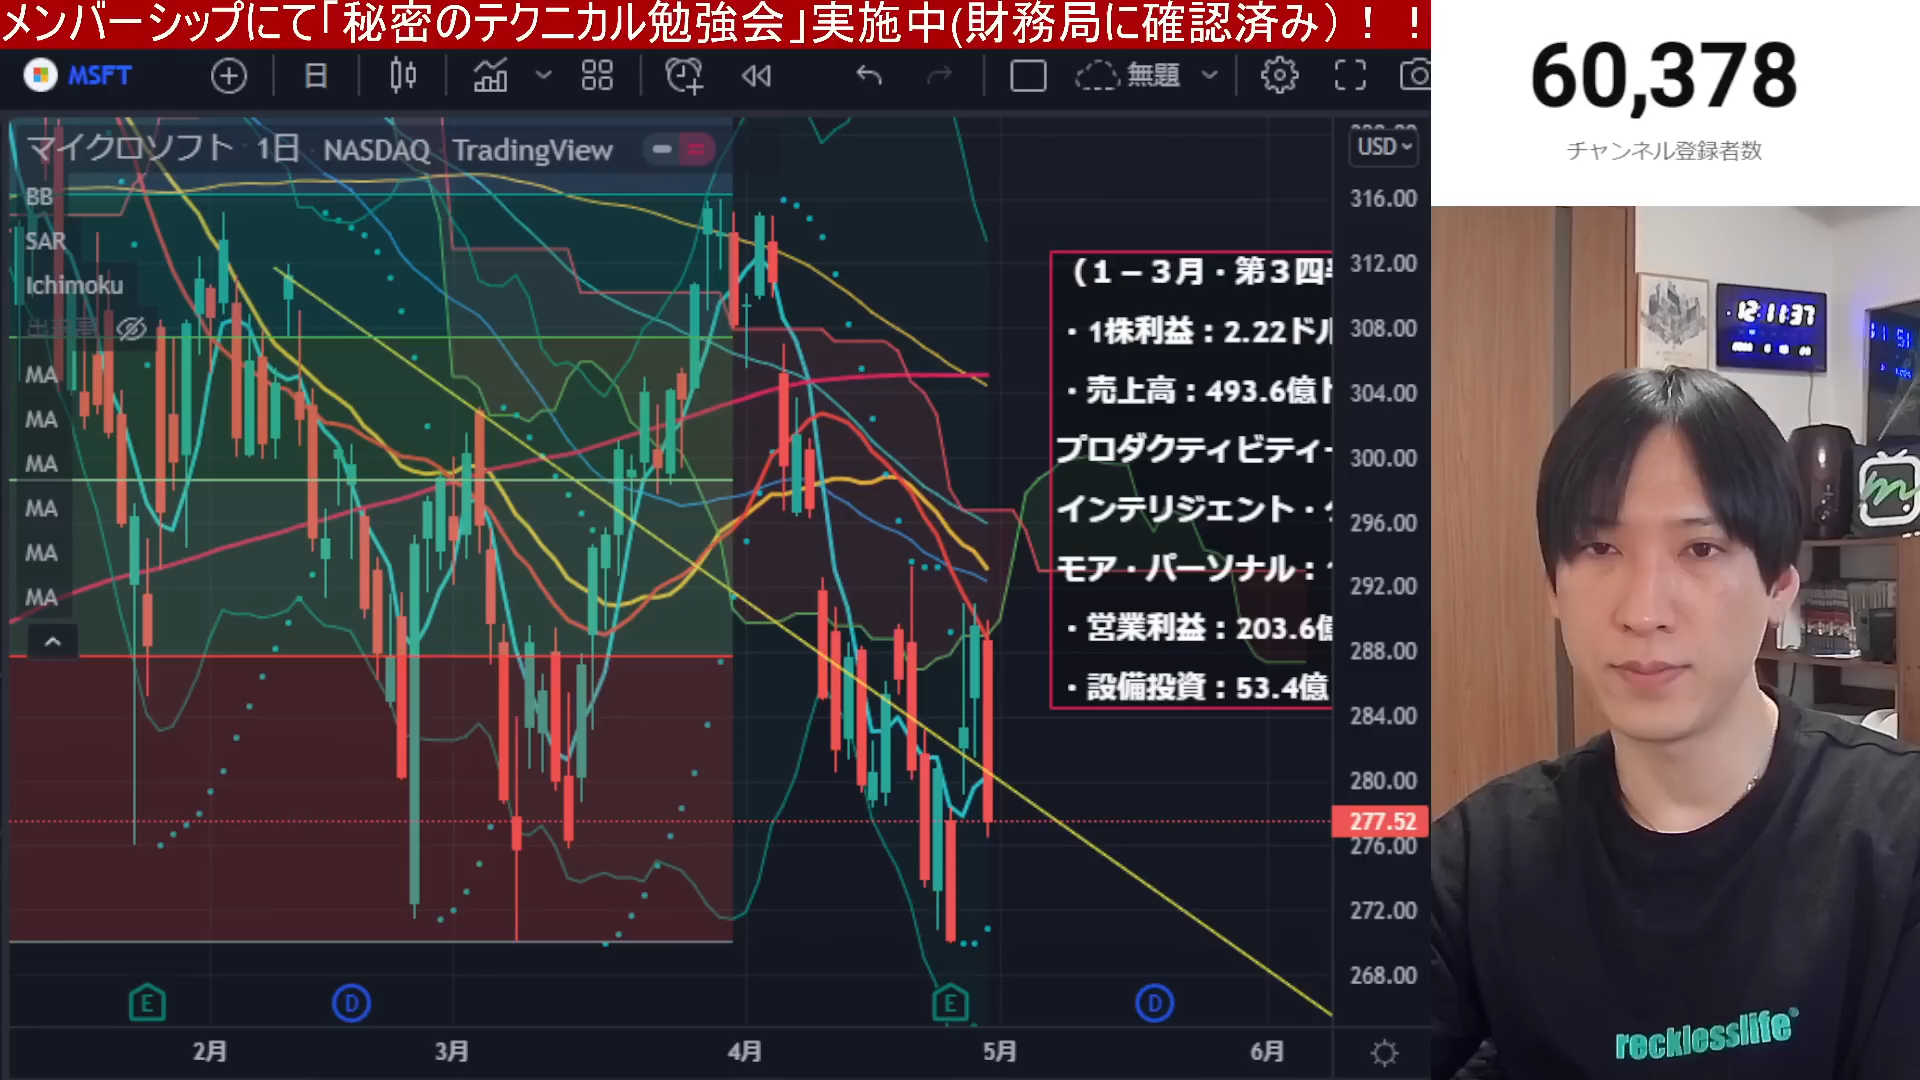 メンバーシップにて「秘密のテクニカル勉強会」実施中(財務局に確認済み）！！
MSFT
日
無題
マイクロソフト・1日・NASDAQ・TradingView
BB
SAR
Ichimoku
出来高
MA
MA
MA
MA
MA
MA
USD
316.00
312.00
308.00
304.00
300.00
296.00
292.00
288.00
284.00
280.00
277.52
276.00
272.00
268.00
（１－３月・第３四
・1株利益：2.22ドル
・売上高：493.6億
プロダクティビティ
インテリジェント・
モア・パーソナル：
・営業利益：203.6億
・設備投資：53.4億
E
D
E
D
2月
3月
4月
5月
6月
60,378
チャンネル登録者数
12:11:37
recklesslife